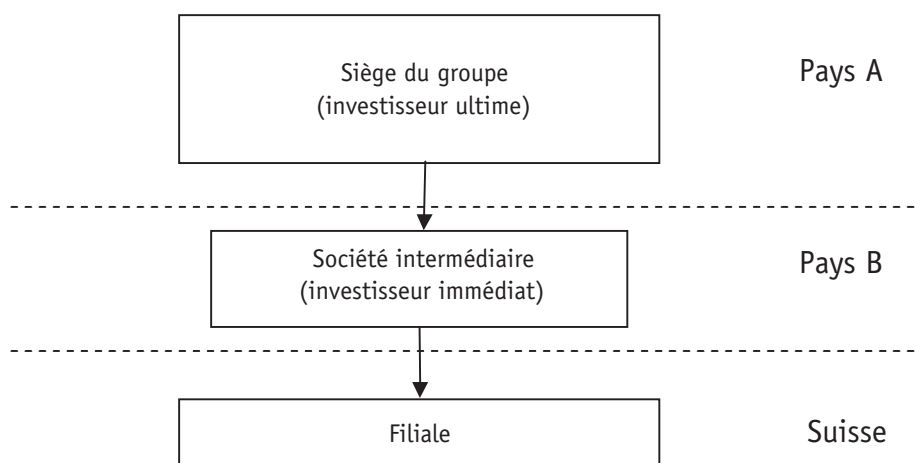 Siège du groupe
(investisseur ultime)
Pays A
Société intermédiaire
(investisseur immédiat)
Pays B
Filiale
Suisse